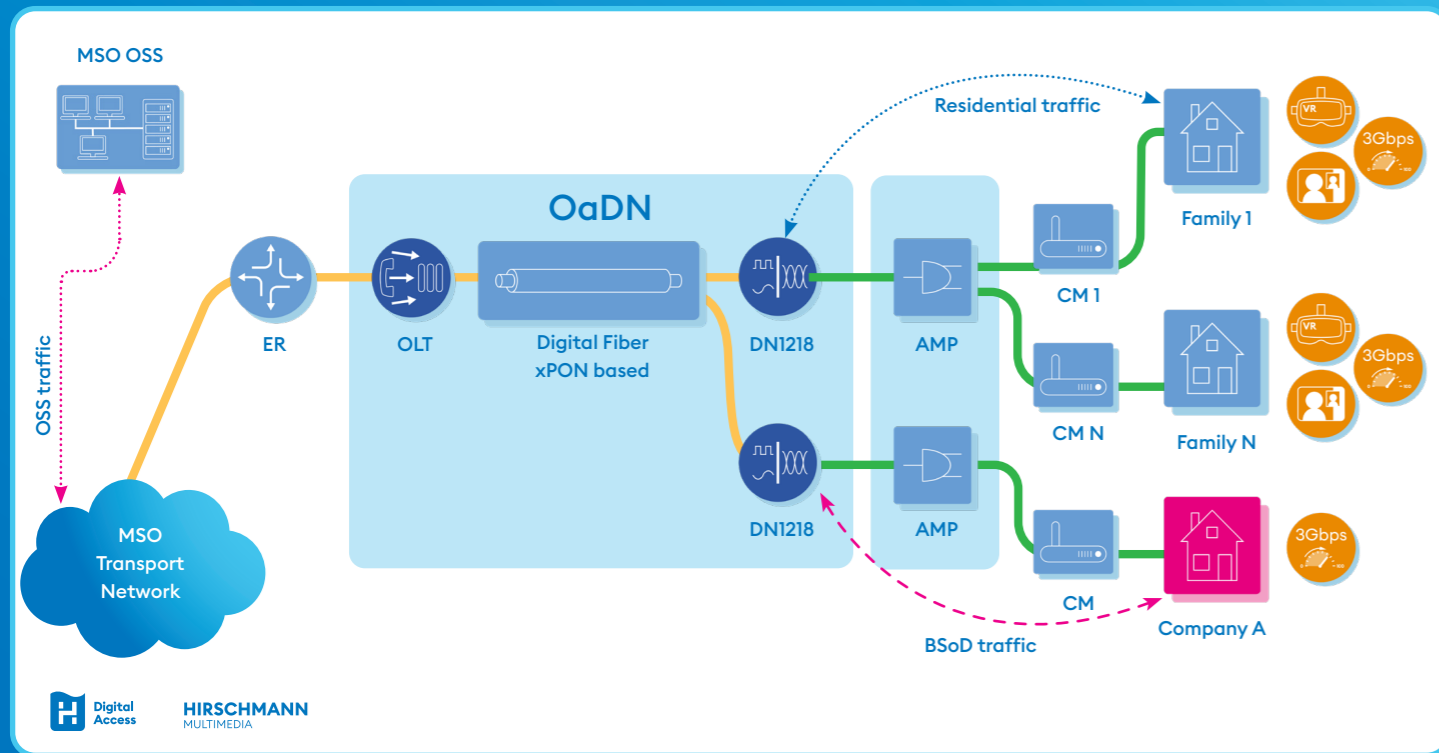 MSO OSS
OSS traffic
MSO
Transport
Network
ER
OaDN
OLT
Digital Fiber
xPON based
DN1218
DN1218
AMP
AMP
Residential traffic
BSoD traffic
CM 1
CM N
CM
Family 1
VR
3Gbps
Family N
VR
3Gbps
Company A
3Gbps
H
Digital
Access
HIRSCHMANN
MULTIMEDIA